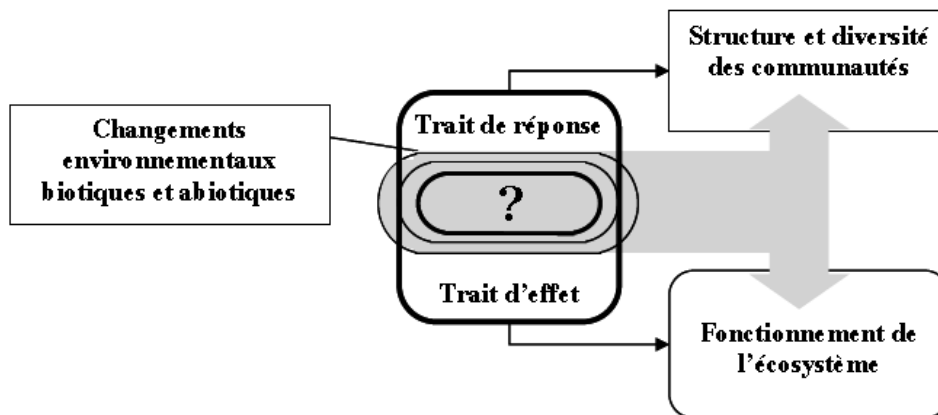 Structure et diversité
des communautés
Changements
environnementaux
biotiques et abiotiques
Trait de réponse
?
Trait d'effet
Fonctionnement de
l'écosystème